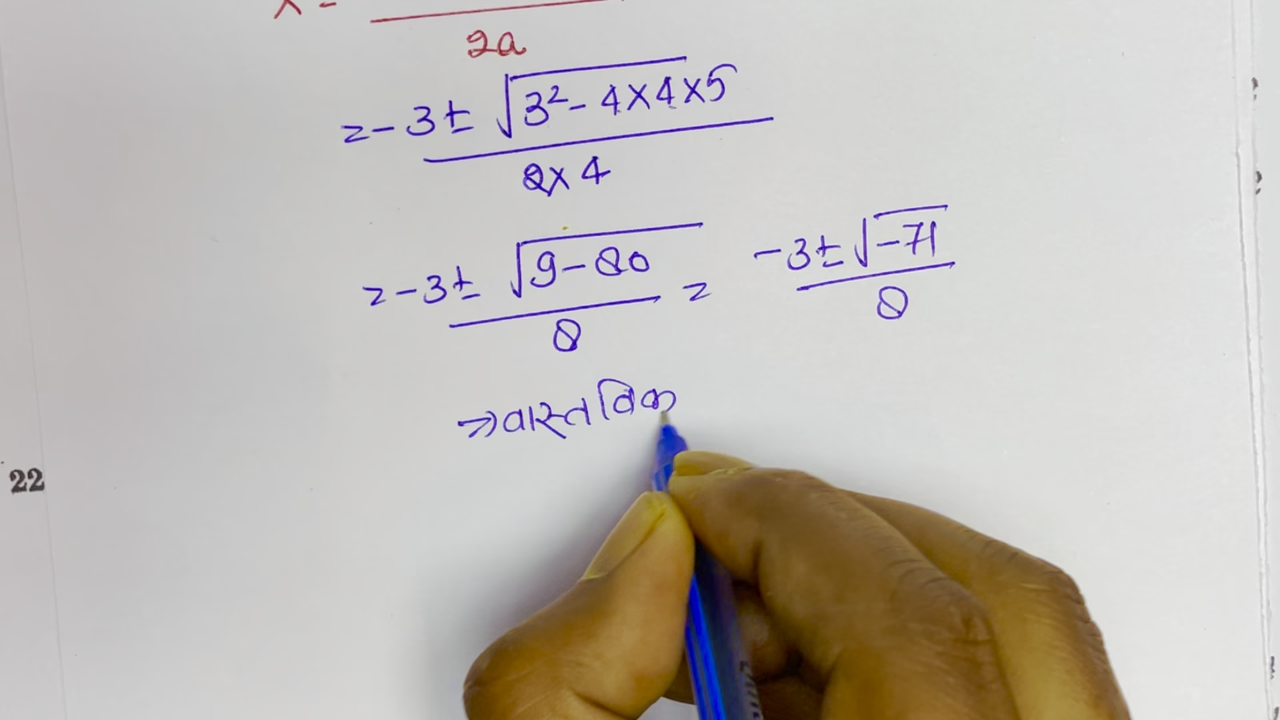 x =
2a
= -3 ± √3² - 4×4×5
2×4
= -3 ± √9-80 = -3 ± √-71
8 8
→ वास्तविक
22